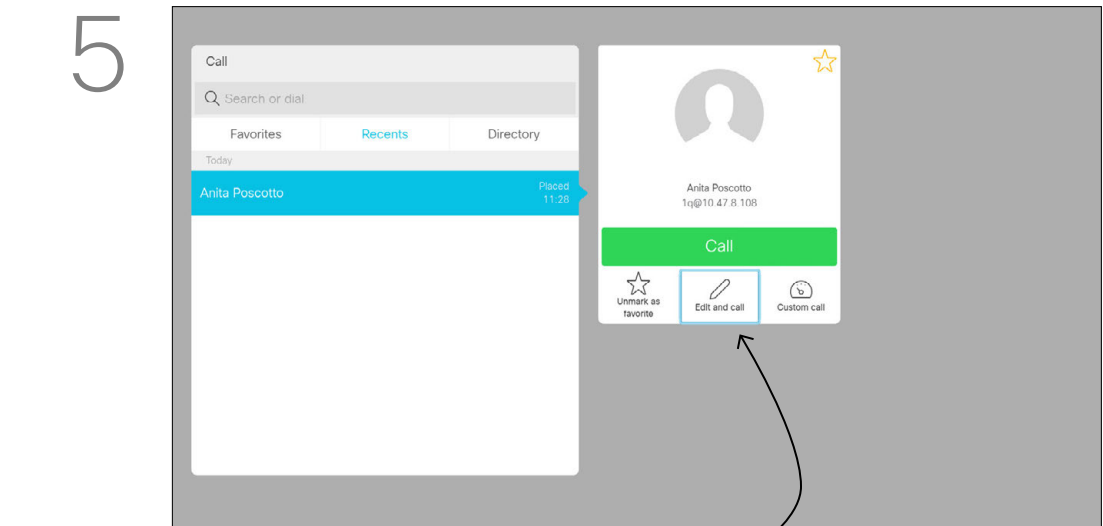 5
Call
Search or dial
Favorites Recents Directory
Today
Anita Poscotto
Placed
11:28
Anita Poscotto
1q@10.47.8.108
Call
Unmark as
favorite
Edit and call
Custom call